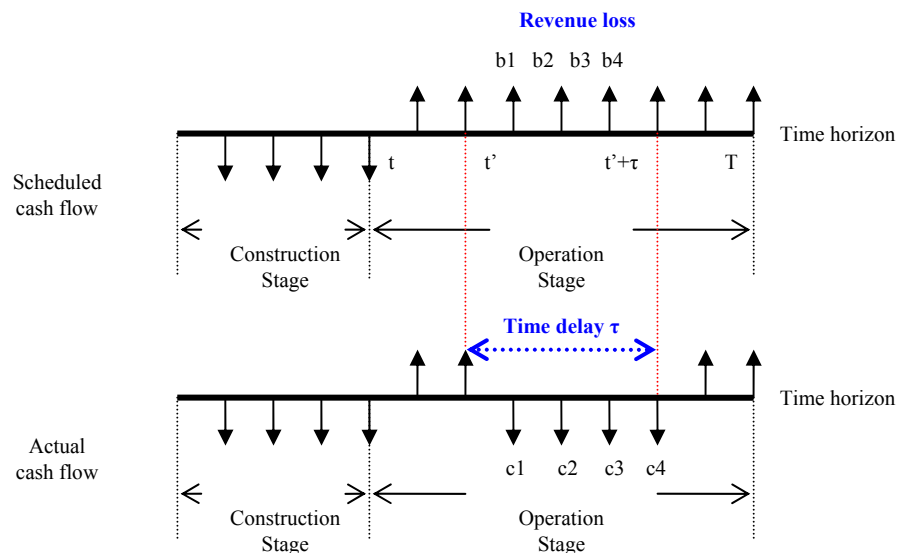 Revenue loss
b1 b2 b3 b4
Time horizon
t t’ t’+τ T
Scheduled
cash flow
Construction
Stage
Operation
Stage
Time delay τ
Time horizon
Actual
cash flow
c1 c2 c3 c4
Construction
Stage
Operation
Stage